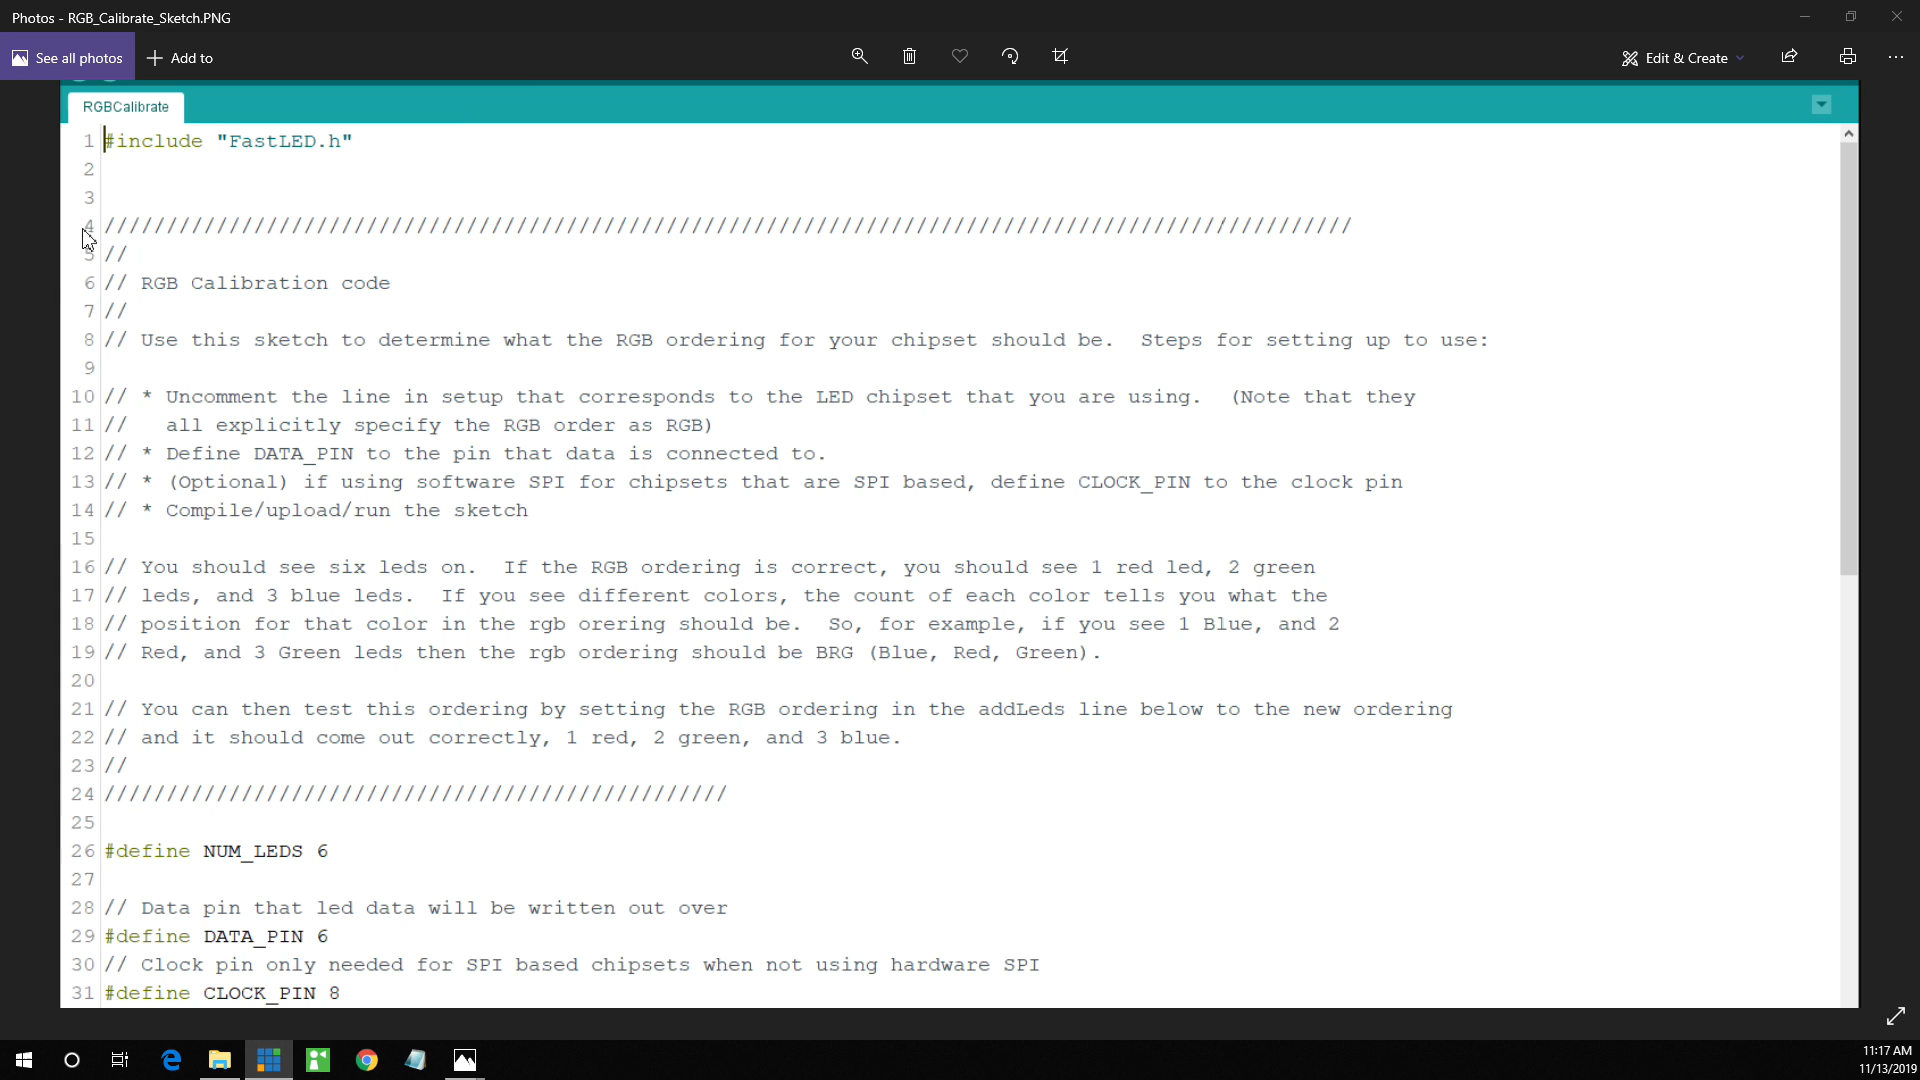 Photos - RGB_Calibrate_Sketch.PNG
See all photos
Add to
Edit & Create
RGBCalibrate
1 #include "FastLED.h"
2
3
4 ////////////////////////////////////////////////////////////////////////////////////////////////////
5 //
6 // RGB Calibration code
7 //
8 // Use this sketch to determine what the RGB ordering for your chipset should be.  Steps for setting up to use:
9
10 // * Uncomment the line in setup that corresponds to the LED chipset that you are using.  (Note that they
11 //   all explicitly specify the RGB order as RGB)
12 // * Define DATA_PIN to the pin that data is connected to.
13 // * (Optional) if using software SPI for chipsets that are SPI based, define CLOCK_PIN to the clock pin
14 // * Compile/upload/run the sketch
15
16 // You should see six leds on.  If the RGB ordering is correct, you should see 1 red led, 2 green
17 // leds, and 3 blue leds.  If you see different colors, the count of each color tells you what the
18 // position for that color in the rgb orering should be.  So, for example, if you see 1 Blue, and 2
19 // Red, and 3 Green leds then the rgb ordering should be BRG (Blue, Red, Green).
20
21 // You can then test this ordering by setting the RGB ordering in the addLeds line below to the new ordering
22 // and it should come out correctly, 1 red, 2 green, and 3 blue.
23 //
24 //////////////////////////////////////////////////
25
26 #define NUM_LEDS 6
27
28 // Data pin that led data will be written out over
29 #define DATA_PIN 6
30 // Clock pin only needed for SPI based chipsets when not using hardware SPI
31 #define CLOCK_PIN 8
11:17 AM
11/13/2019